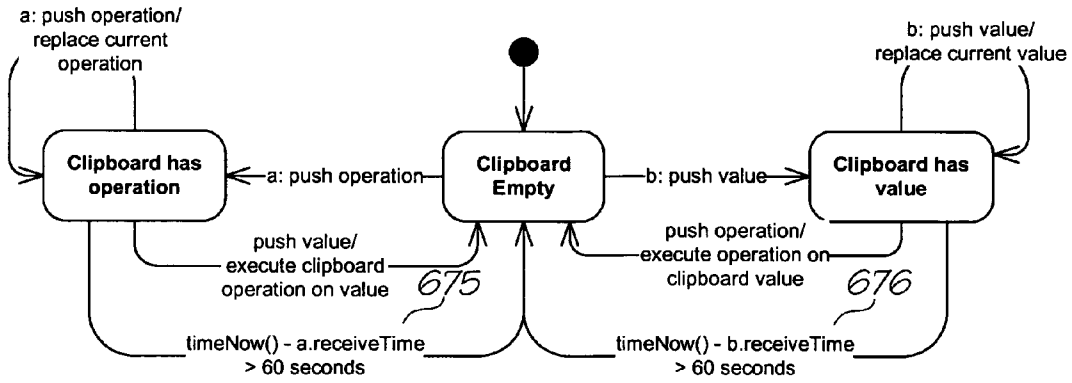 a: push operation/
replace current
operation
b: push value/
replace current value
Clipboard has
operation
a: push operation
Clipboard
Empty
b: push value
Clipboard has
value
push value/
execute clipboard
operation on value
675
push operation/
execute operation on
clipboard value
676
timeNow() - a.receiveTime
> 60 seconds
timeNow() - b.receiveTime
> 60 seconds